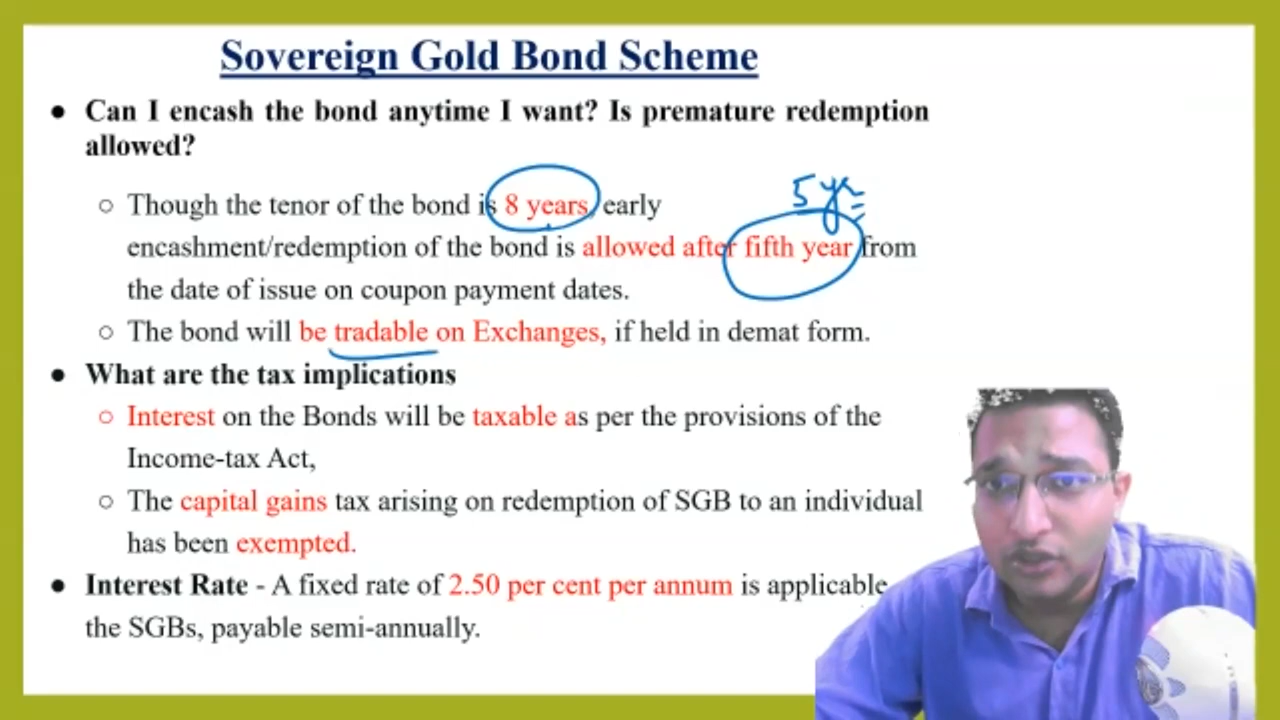 Sovereign Gold Bond Scheme
● Can I encash the bond anytime I want? Is premature redemption
allowed?
5 yr
○ Though the tenor of the bond is 8 years, early
encashment/redemption of the bond is allowed after fifth year from
the date of issue on coupon payment dates.
○ The bond will be tradable on Exchanges, if held in demat form.
● What are the tax implications
○ Interest on the Bonds will be taxable as per the provisions of the
Income-tax Act,
○ The capital gains tax arising on redemption of SGB to an individual
has been exempted.
● Interest Rate - A fixed rate of 2.50 per cent per annum is applicable
the SGBs, payable semi-annually.